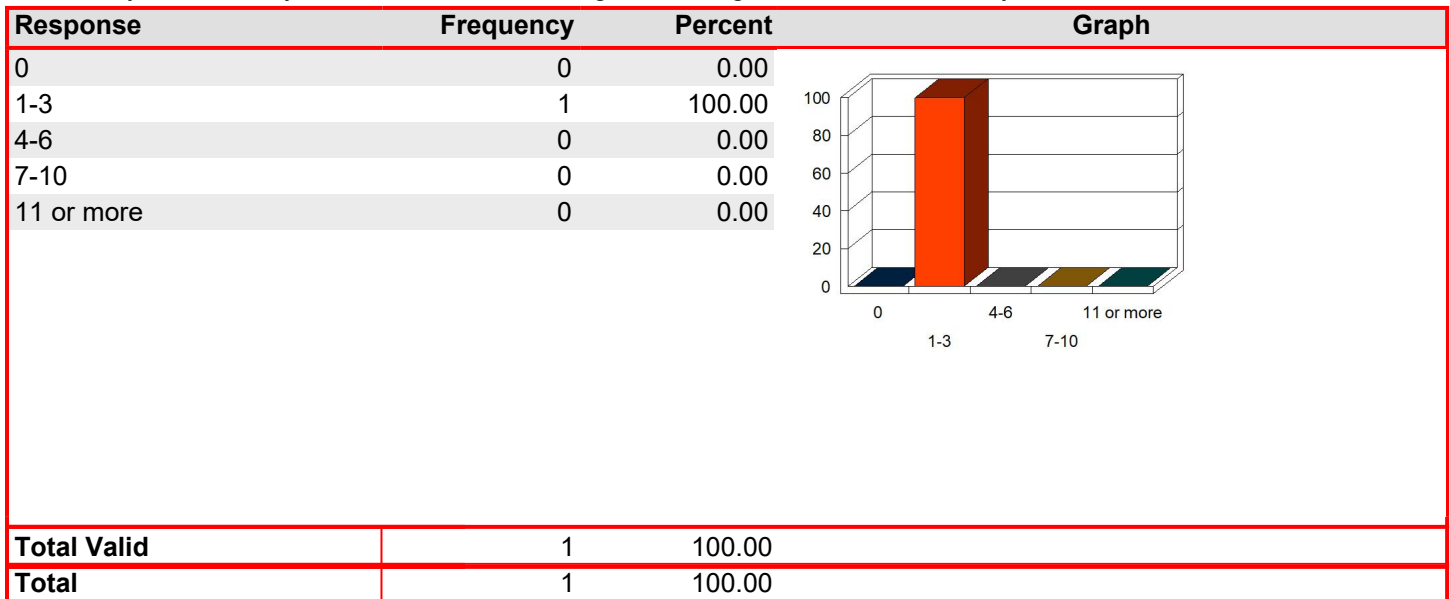 Response Frequency Percent Graph
0 0 0.00
1-3 1 100.00
4-6 0 0.00
7-10 0 0.00
11 or more 0 0.00
100
80
60
40
20
0
0 4-6 11 or more
1-3 7-10
Total Valid 1 100.00
Total 1 100.00